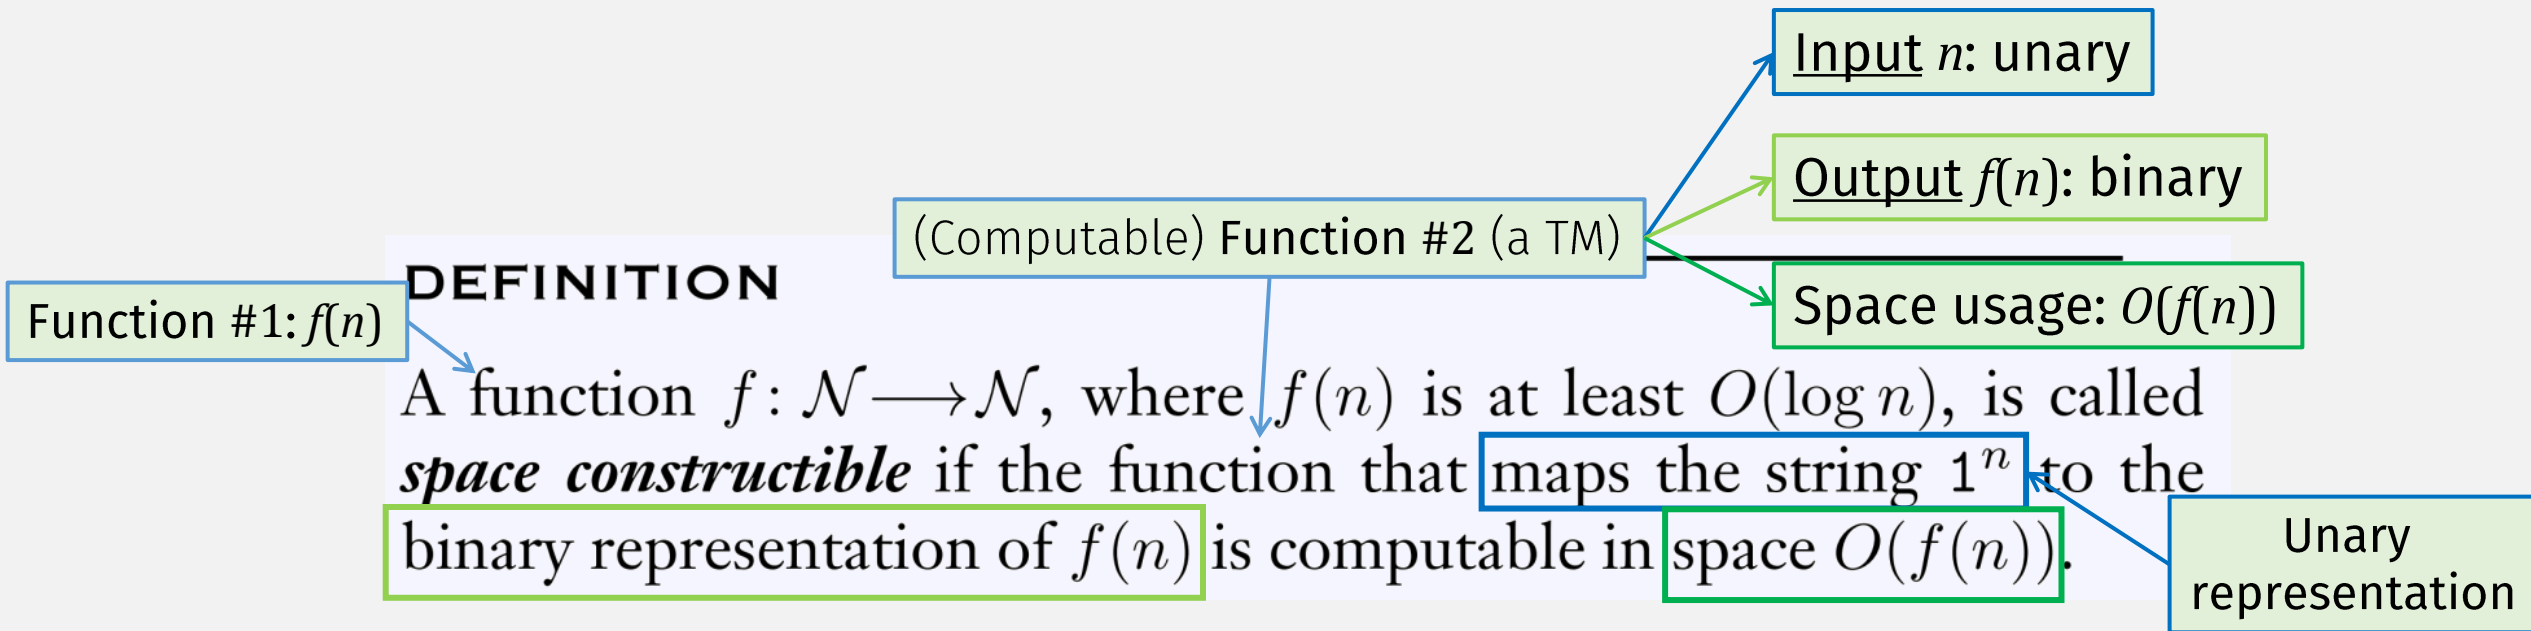 Input n: unary
Output f(n): binary
(Computable) Function #2 (a TM)
DEFINITION
Function #1: f(n)
Space usage: O(f(n))
A function f : 𝒩⟶𝒩, where f(n) is at least O(log n), is called
space constructible if the function that maps the string 1ⁿ to the
binary representation of f(n) is computable in space O(f(n)).
Unary
representation